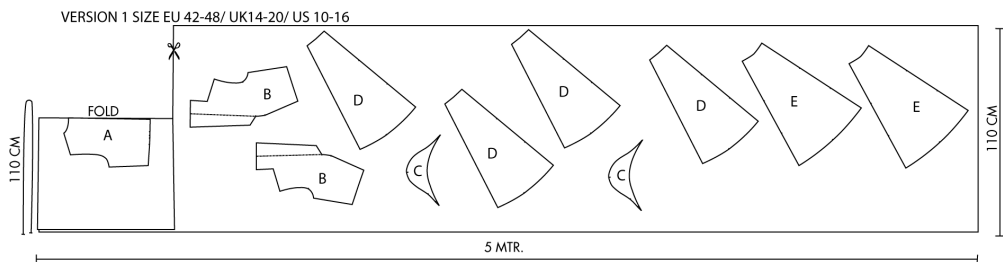 VERSION 1 SIZE EU 42-48/ UK14-20/ US 10-16
FOLD
A
B
B
C
C
D
D
D
D
E
E
110 CM
110 CM
5 MTR.